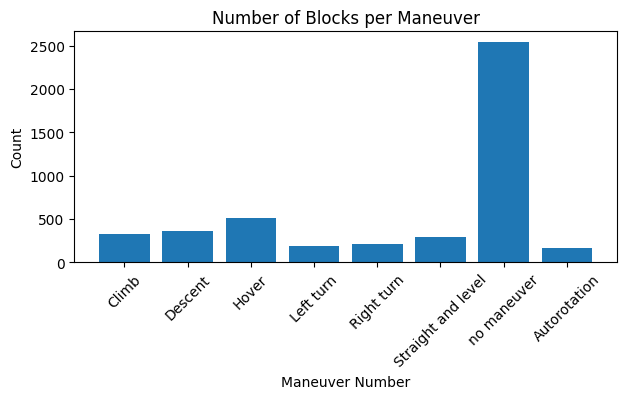 Number of Blocks per Maneuver
2500
2000
1500
1000
500
0
Count
Climb
Descent
Hover
Left turn
Right turn
Straight and level
no maneuver
Autorotation
Maneuver Number